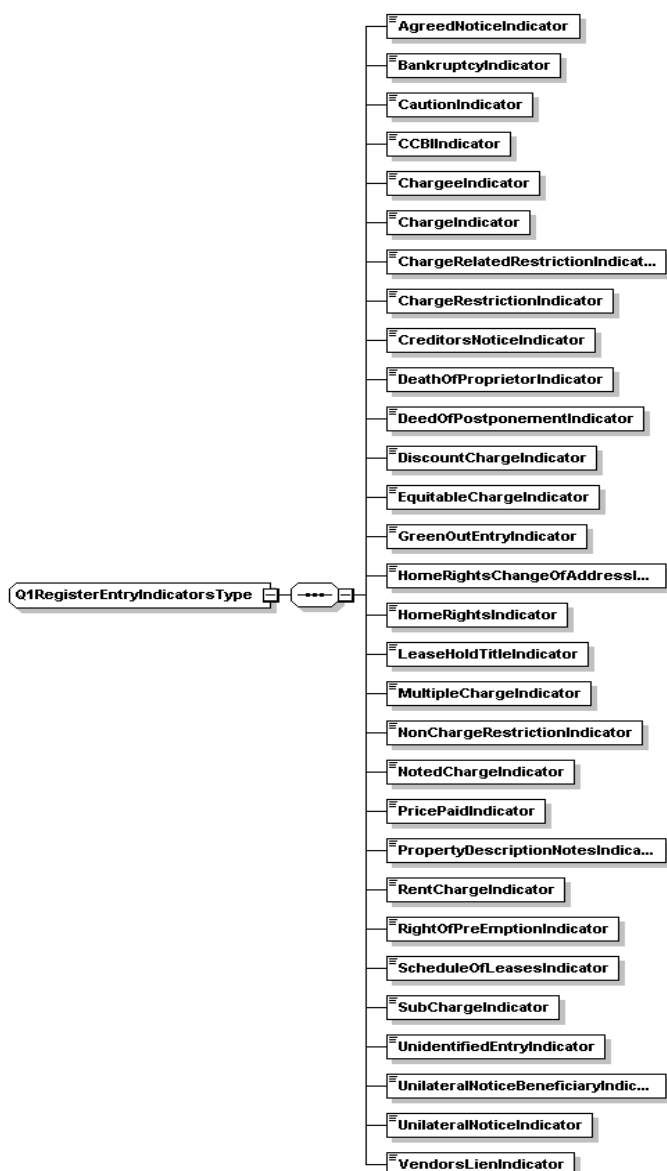 AgreedNoticeIndicator
BankruptcyIndicator
CautionIndicator
CCBIIndicator
ChargeeIndicator
ChargeIndicator
ChargeRelatedRestrictionIndicat...
ChargeRestrictionIndicator
CreditorsNoticeIndicator
DeathOfProprietorIndicator
DeedOfPostponementIndicator
DiscountChargeIndicator
EquitableChargeIndicator
GreenOutEntryIndicator
HomeRightsChangeOfAddressI...
Q1RegisterEntryIndicatorsType
HomeRightsIndicator
LeaseHoldTitleIndicator
MultipleChargeIndicator
NonChargeRestrictionIndicator
NotedChargeIndicator
PricePaidIndicator
PropertyDescriptionNotesIndica...
RentChargeIndicator
RightOfPreEmptionIndicator
ScheduleOfLeasesIndicator
SubChargeIndicator
UnidentifiedEntryIndicator
UnilateralNoticeBeneficiaryIndic...
UnilateralNoticeIndicator
VendorsLienIndicator